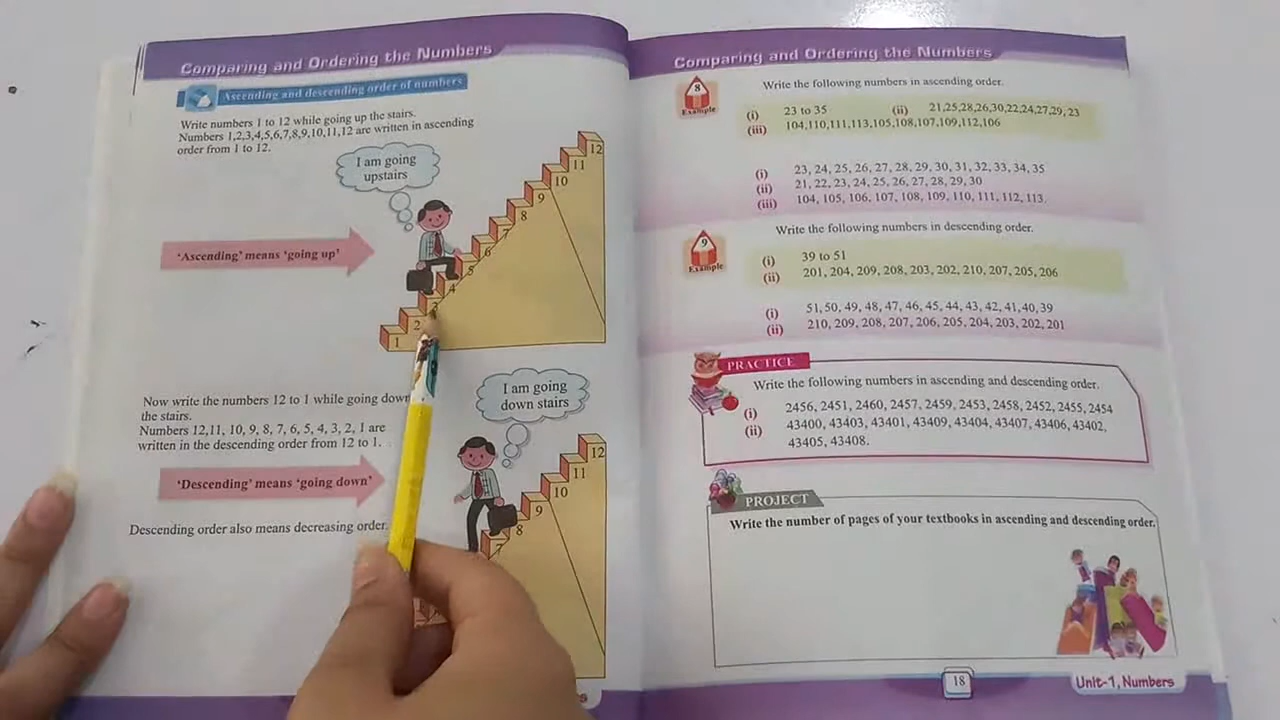 Comparing and Ordering the Numbers
Ascending and descending order of numbers
Write numbers 1 to 12 while going up the stairs.
Numbers 1,2,3,4,5,6,7,8,9,10,11,12 are written in ascending
order from 1 to 12.
I am going
upstairs
'Ascending' means 'going up'
1
2
3
4
5
6
7
8
9
10
11
12
Now write the numbers 12 to 1 while going down
the stairs.
Numbers 12,11, 10, 9, 8, 7, 6, 5, 4, 3, 2, 1 are
written in the descending order from 12 to 1.
I am going
down stairs
'Descending' means 'going down'
Descending order also means decreasing order.
7
8
9
10
11
12
Comparing and Ordering the Numbers
8
Example
Write the following numbers in ascending order.
(i) 23 to 35 (ii) 21,25,28,26,30,22,24,27,29, 23
(iii) 104,110,111,113,105,108,107,109,112,106
(i) 23, 24, 25, 26, 27, 28, 29, 30, 31, 32, 33, 34, 35
(ii) 21, 22, 23, 24, 25, 26, 27, 28, 29, 30
(iii) 104, 105, 106, 107, 108, 109, 110, 111, 112, 113.
9
Example
Write the following numbers in descending order.
(i) 39 to 51
(ii) 201, 204, 209, 208, 203, 202, 210, 207, 205, 206
(i) 51, 50, 49, 48, 47, 46, 45, 44, 43, 42, 41, 40, 39
(ii) 210, 209, 208, 207, 206, 205, 204, 203, 202, 201
PRACTICE
Write the following numbers in ascending and descending order.
(i) 2456, 2451, 2460, 2457, 2459, 2453, 2458, 2452, 2455, 2454
(ii) 43400, 43403, 43401, 43409, 43404, 43407, 43406, 43402,
43405, 43408.
PROJECT
Write the number of pages of your textbooks in ascending and descending order.
18
Unit-1, Numbers